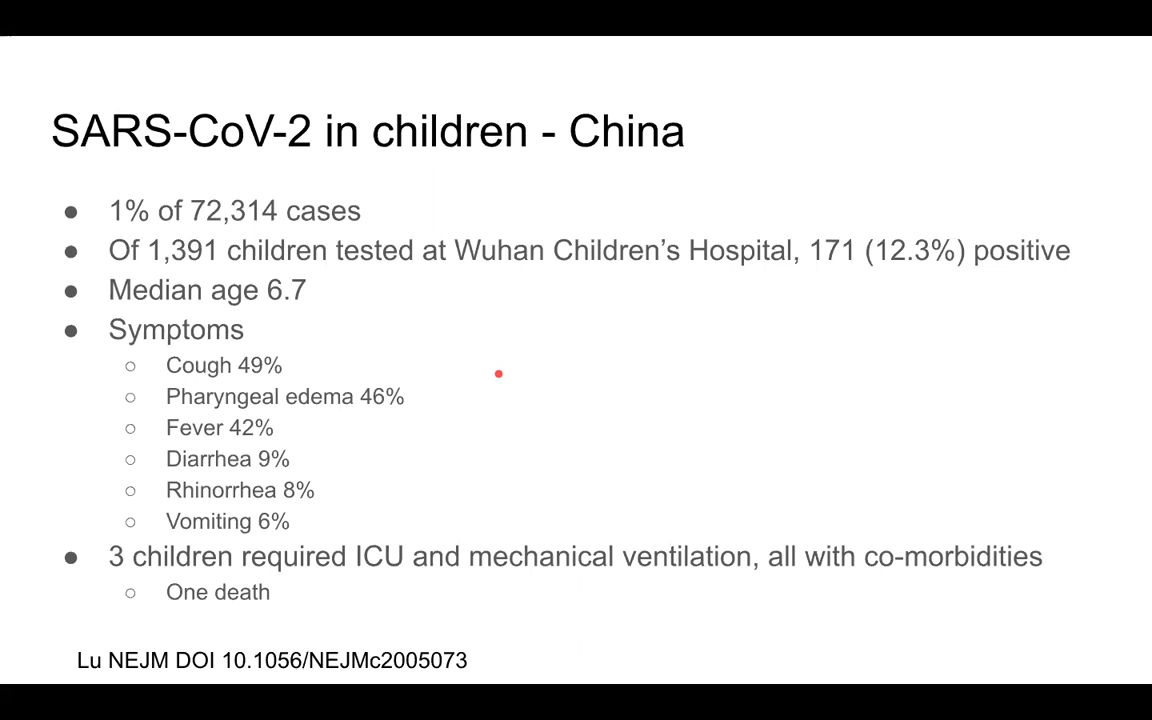 SARS-CoV-2 in children - China
● 1% of 72,314 cases
● Of 1,391 children tested at Wuhan Children’s Hospital, 171 (12.3%) positive
● Median age 6.7
● Symptoms
○ Cough 49%
○ Pharyngeal edema 46%
○ Fever 42%
○ Diarrhea 9%
○ Rhinorrhea 8%
○ Vomiting 6%
● 3 children required ICU and mechanical ventilation, all with co-morbidities
○ One death
Lu NEJM DOI 10.1056/NEJMc2005073